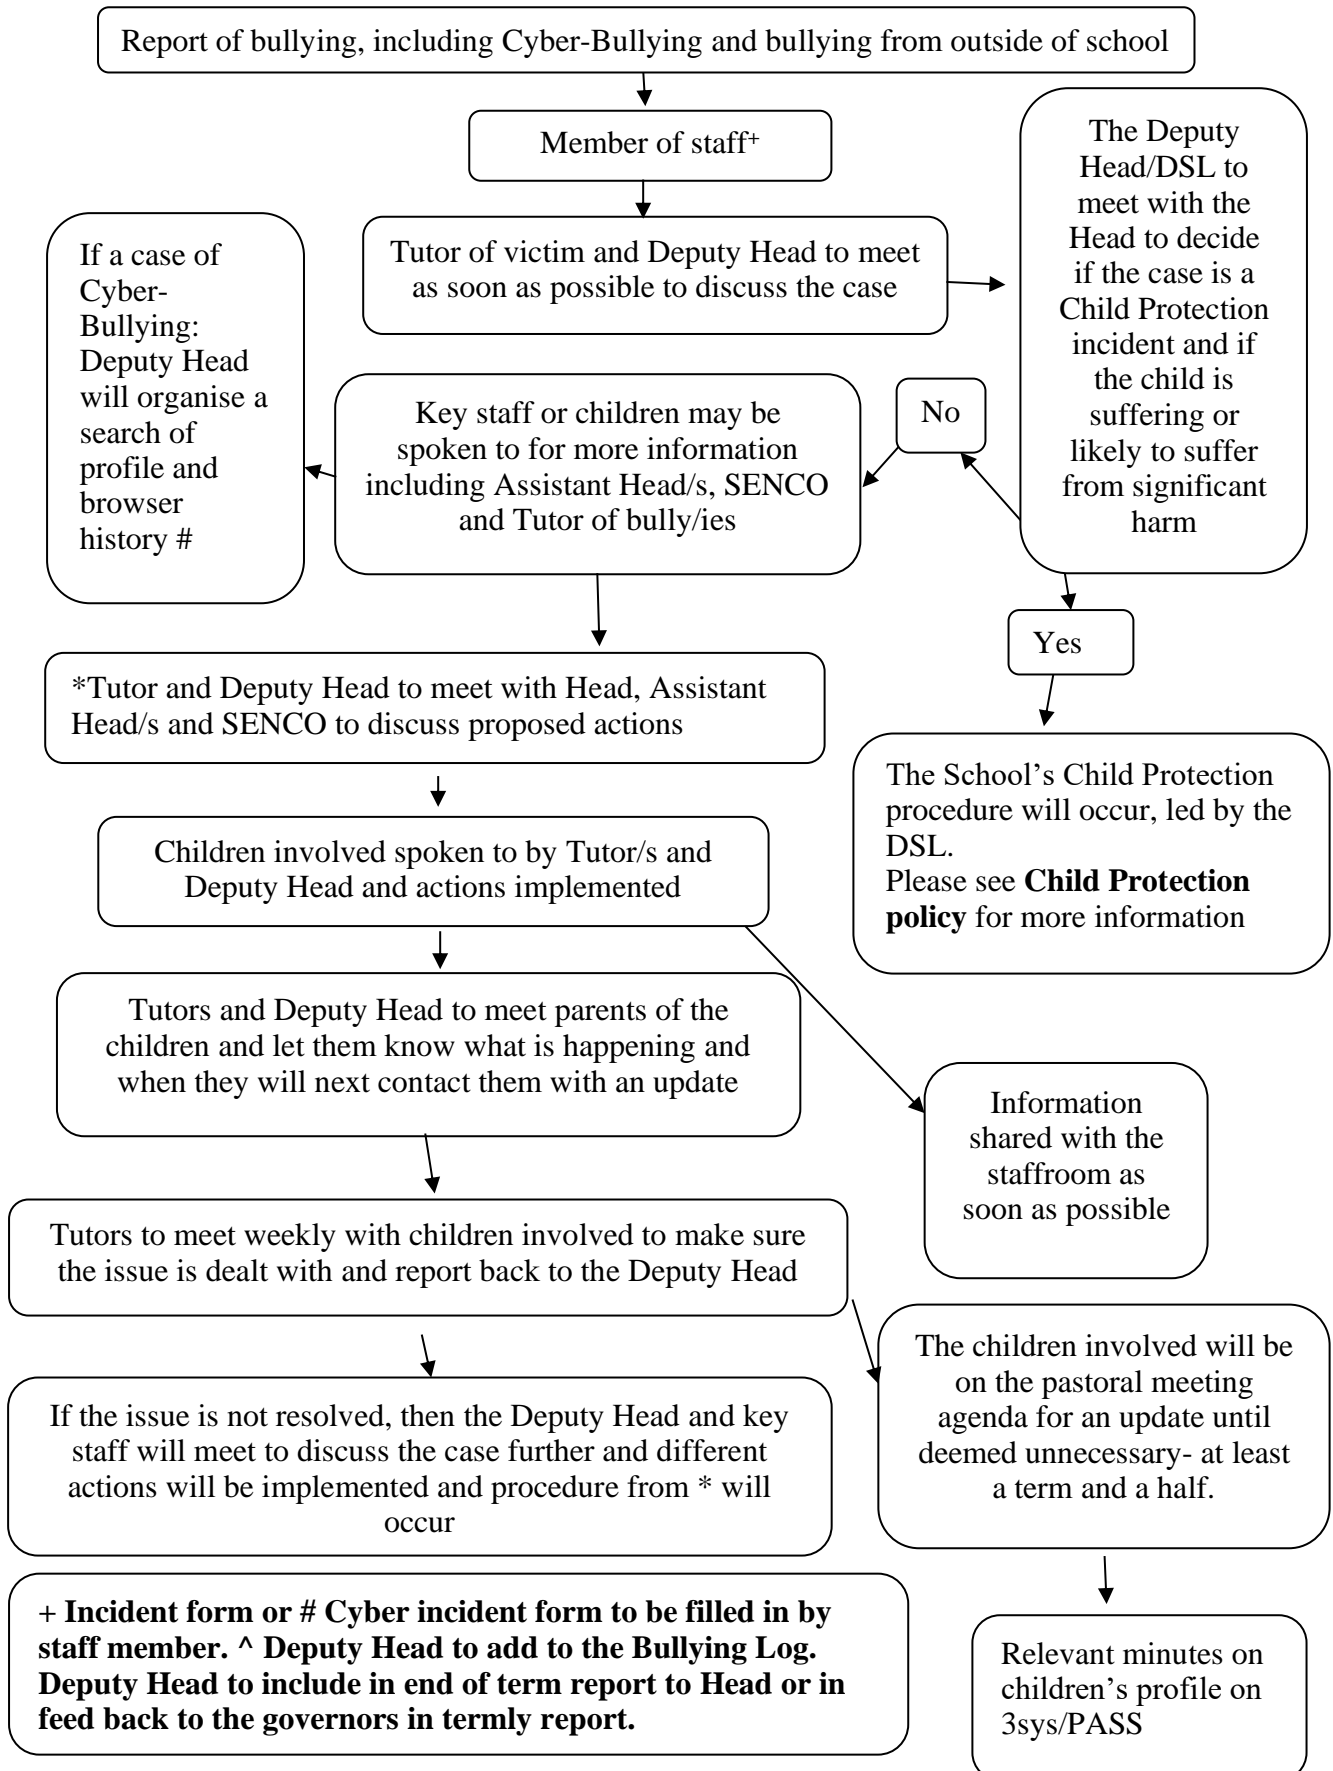 Report of bullying, including Cyber-Bullying and bullying from outside of school
Member of staff+
The Deputy
Head/DSL to
meet with the
Head to decide
if the case is a
Child Protection
incident and if
the child is
suffering or
likely to suffer
from significant
harm
Tutor of victim and Deputy Head to meet
as soon as possible to discuss the case
If a case of
Cyber-
Bullying:
Deputy Head
will organise a
search of
profile and
browser
history #
Key staff or children may be
spoken to for more information
including Assistant Head/s, SENCO
and Tutor of bully/ies
No
Yes
*Tutor and Deputy Head to meet with Head, Assistant
Head/s and SENCO to discuss proposed actions
The School’s Child Protection
procedure will occur, led by the
DSL.
Please see Child Protection
policy for more information
Children involved spoken to by Tutor/s and
Deputy Head and actions implemented
Tutors and Deputy Head to meet parents of the
children and let them know what is happening and
when they will next contact them with an update
Information
shared with the
staffroom as
soon as possible
Tutors to meet weekly with children involved to make sure
the issue is dealt with and report back to the Deputy Head
The children involved will be
on the pastoral meeting
agenda for an update until
deemed unnecessary- at least
a term and a half.
If the issue is not resolved, then the Deputy Head and key
staff will meet to discuss the case further and different
actions will be implemented and procedure from * will
occur
+ Incident form or # Cyber incident form to be filled in by
staff member. ^ Deputy Head to add to the Bullying Log.
Deputy Head to include in end of term report to Head or in
feed back to the governors in termly report.
Relevant minutes on
children’s profile on
3sys/PASS